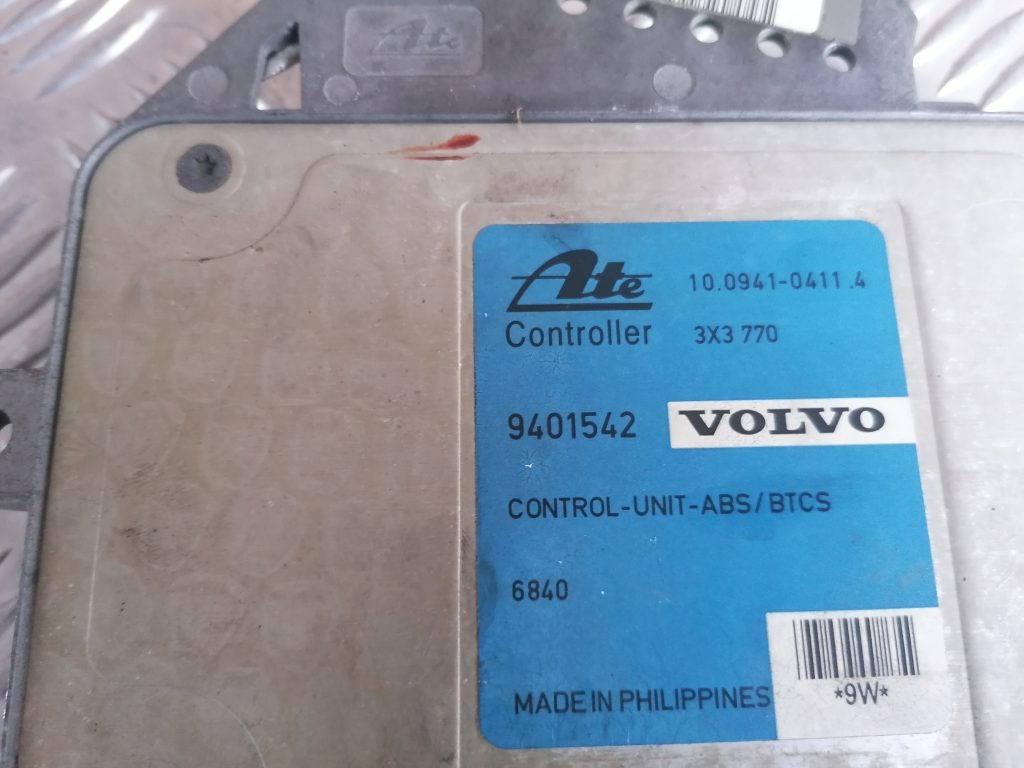 Ate
Ate 10.0941-0411.4
Controller 3X3 770
9401542 VOLVO
CONTROL-UNIT-ABS/BTCS
6840
MADE IN PHILIPPINES
*9W*